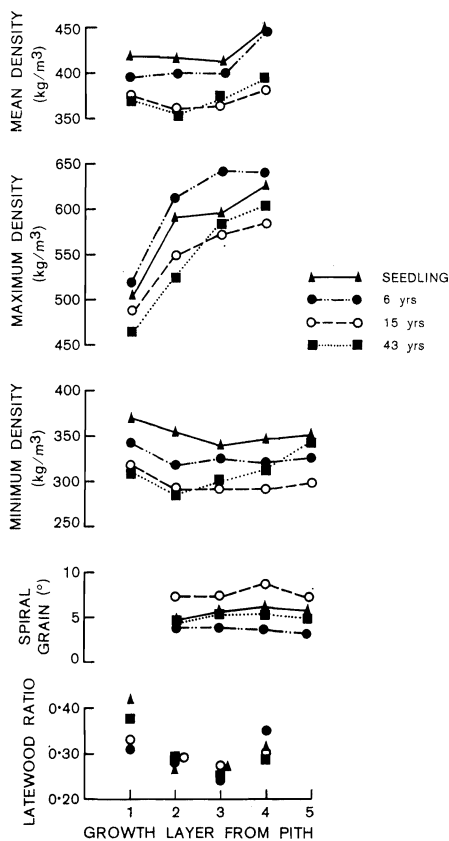 MEAN DENSITY
(kg/m3)
450
400
350
MAXIMUM DENSITY
(kg/m3)
650
600
550
500
450
SEEDLING
6 yrs
15 yrs
43 yrs
MINIMUM DENSITY
(kg/m3)
400
350
300
250
SPIRAL
GRAIN (°)
10
5
0
LATEWOOD RATIO
0·40
0·30
0·20
1 2 3 4 5
GROWTH LAYER FROM PITH